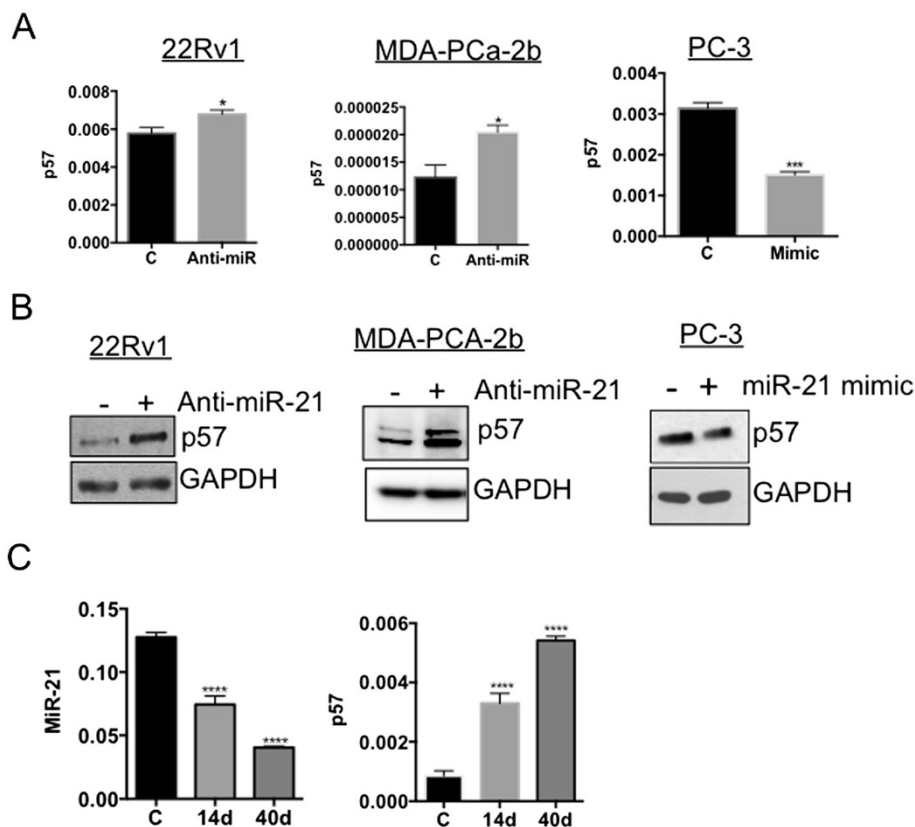 A
22Rv1
p57
0.008
0.006
0.004
0.002
0.000
*
C
Anti-miR
MDA-PCa-2b
p57
0.000025
0.000020
0.000015
0.000010
0.000005
0.000000
*
C
Anti-miR
PC-3
p57
0.004
0.003
0.002
0.001
0.000
***
C
Mimic
B
22Rv1
- + Anti-miR-21
p57
GAPDH
MDA-PCA-2b
- + Anti-miR-21
p57
GAPDH
PC-3
- + miR-21 mimic
p57
GAPDH
C
MiR-21
0.15
0.10
0.05
0.00
****
****
C 14d 40d
p57
0.006
0.004
0.002
0.000
****
****
C 14d 40d